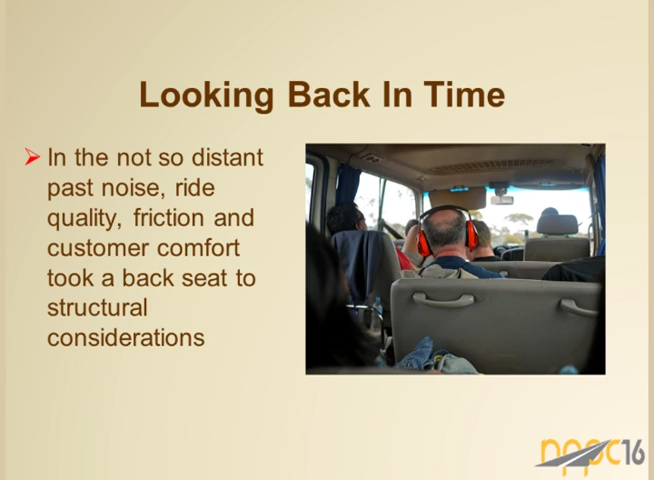 Looking Back In Time
In the not so distant
past noise, ride
quality, friction and
customer comfort
took a back seat to
structural
considerations
nppc16